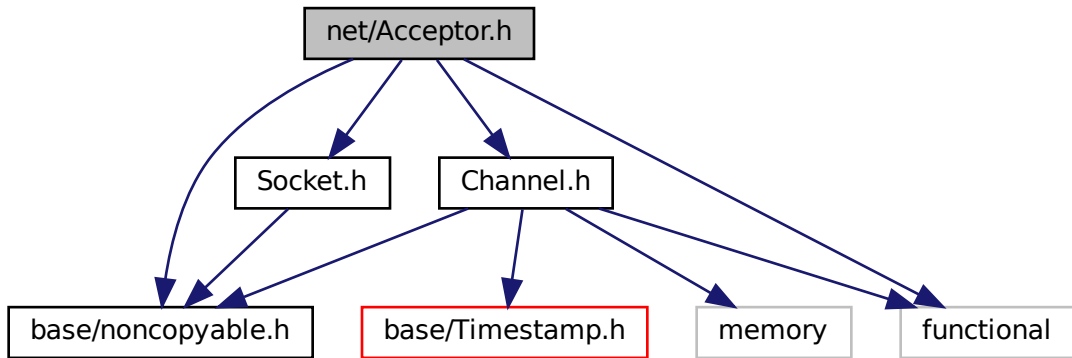 net/Acceptor.h
Socket.h
Channel.h
base/noncopyable.h
base/Timestamp.h
memory
functional